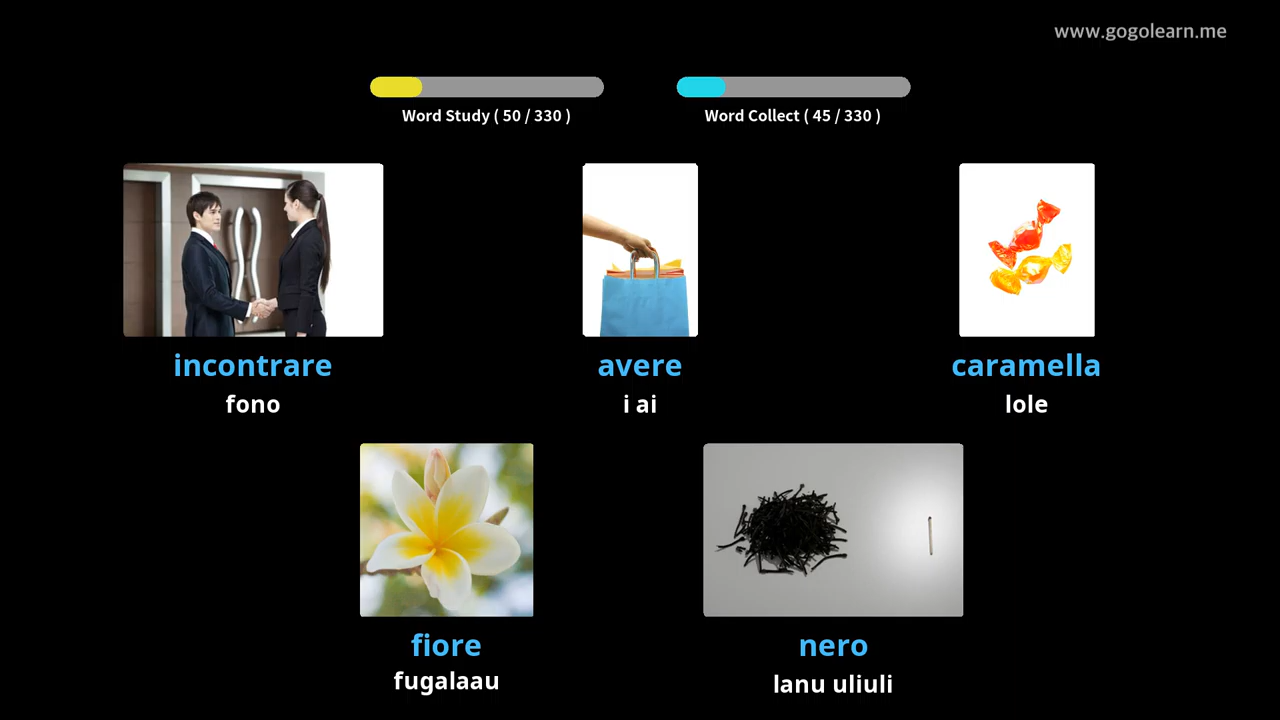 www.gogolearn.me
Word Study ( 50 / 330 )
Word Collect ( 45 / 330 )
incontrare
fono
avere
i ai
caramella
lole
fiore
fugalaau
nero
lanu uliuli